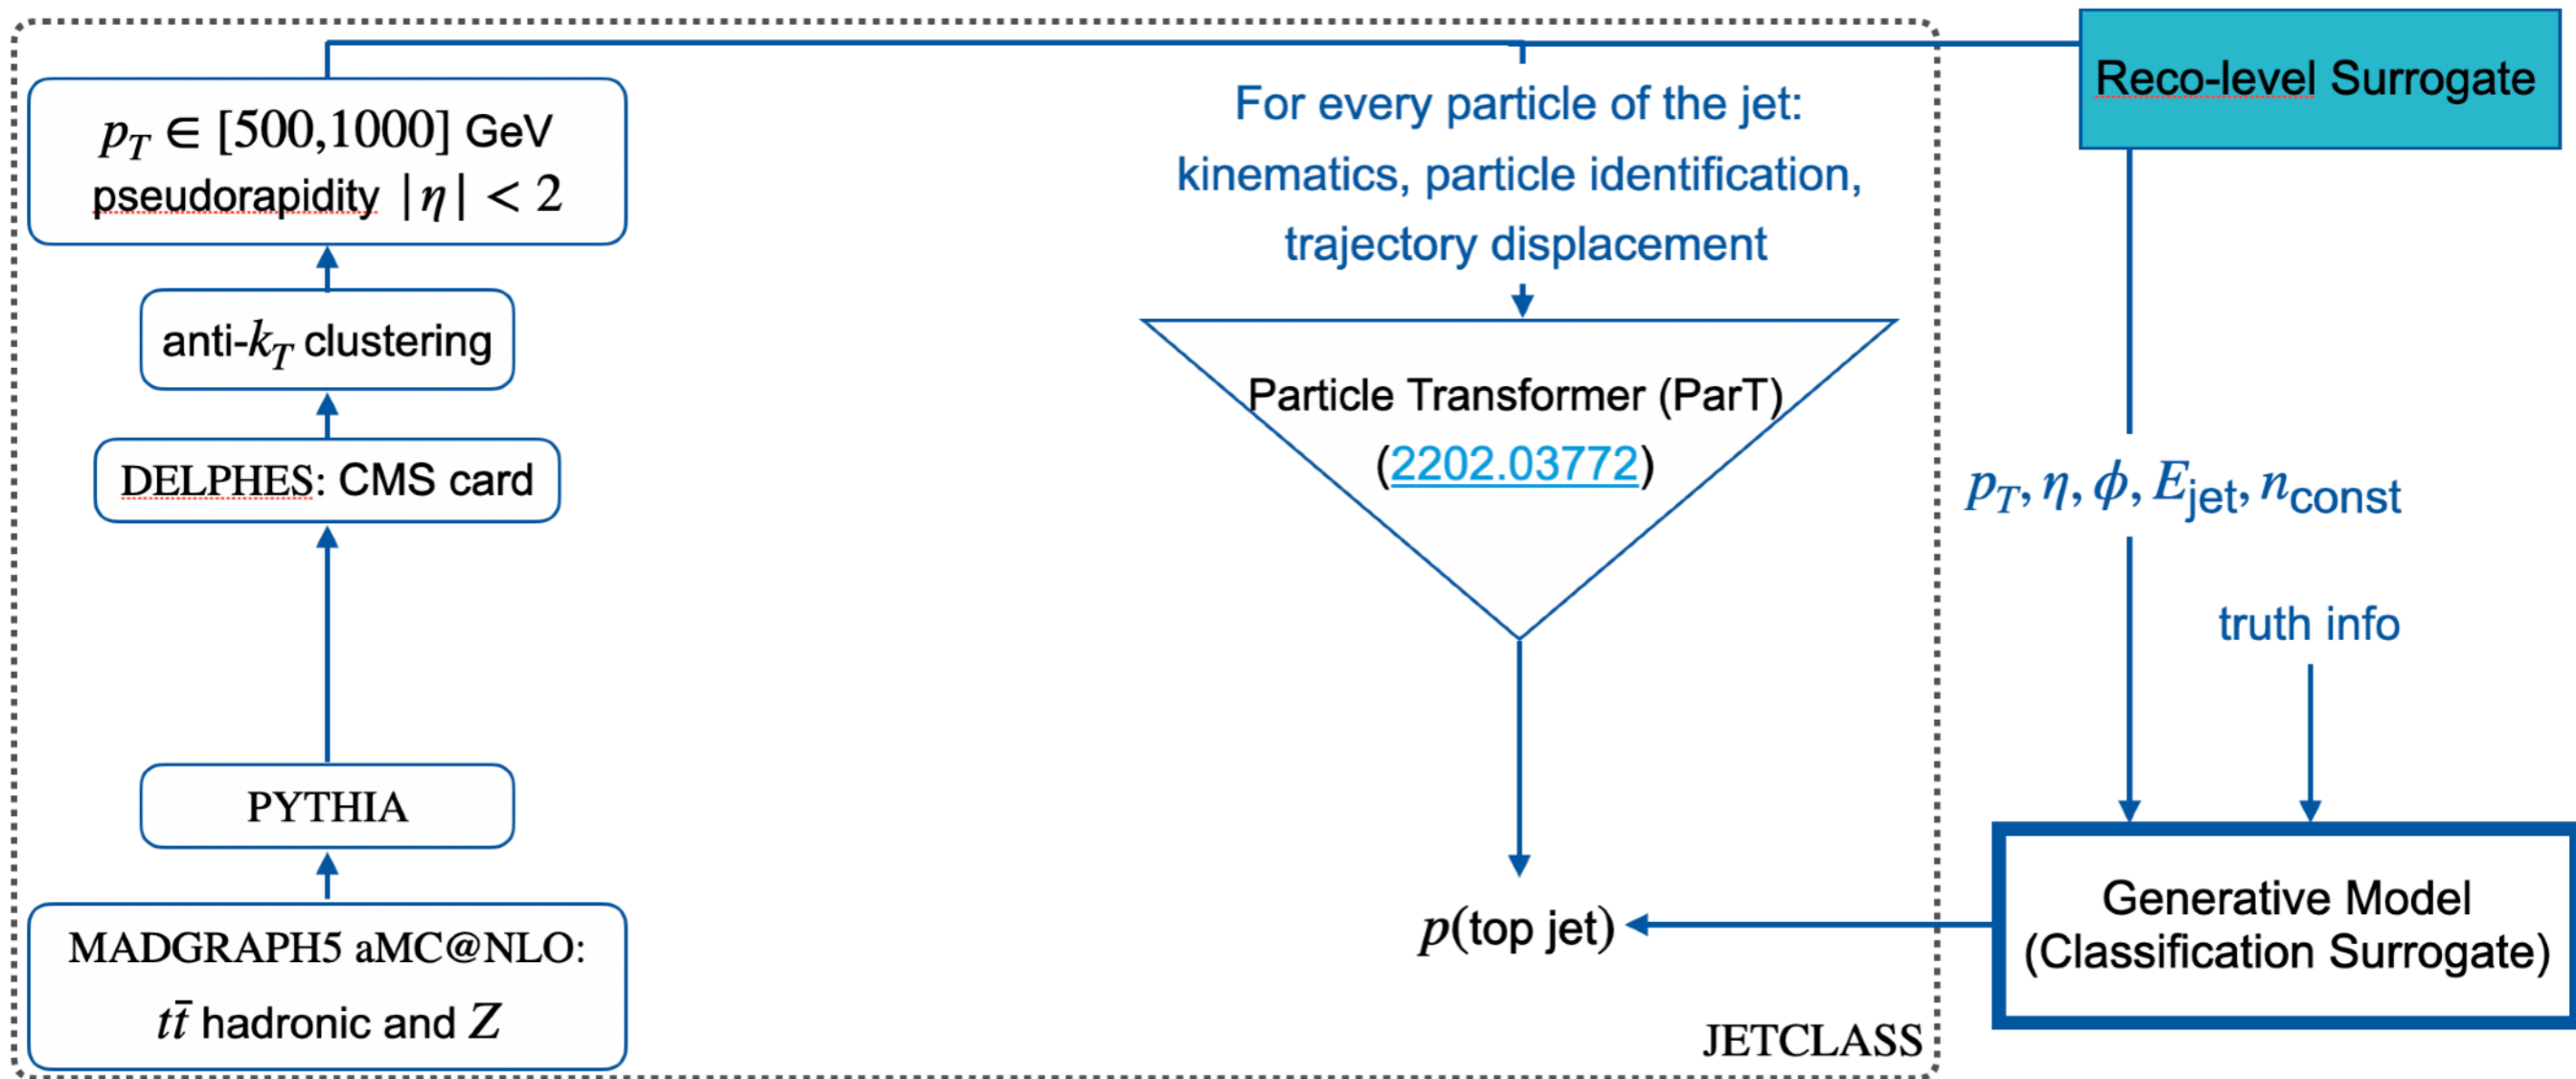 p_T ∈ [500,1000] GeV
pseudorapidity |η| < 2
anti-k_T clustering
DELPHES: CMS card
PYTHIA
MADGRAPH5 aMC@NLO:
tt̄ hadronic and Z
For every particle of the jet:
kinematics, particle identification,
trajectory displacement
Particle Transformer (ParT)
(2202.03772)
p(top jet)
JETCLASS
Reco-level Surrogate
p_T, η, ϕ, E_jet, n_const
truth info
Generative Model
(Classification Surrogate)